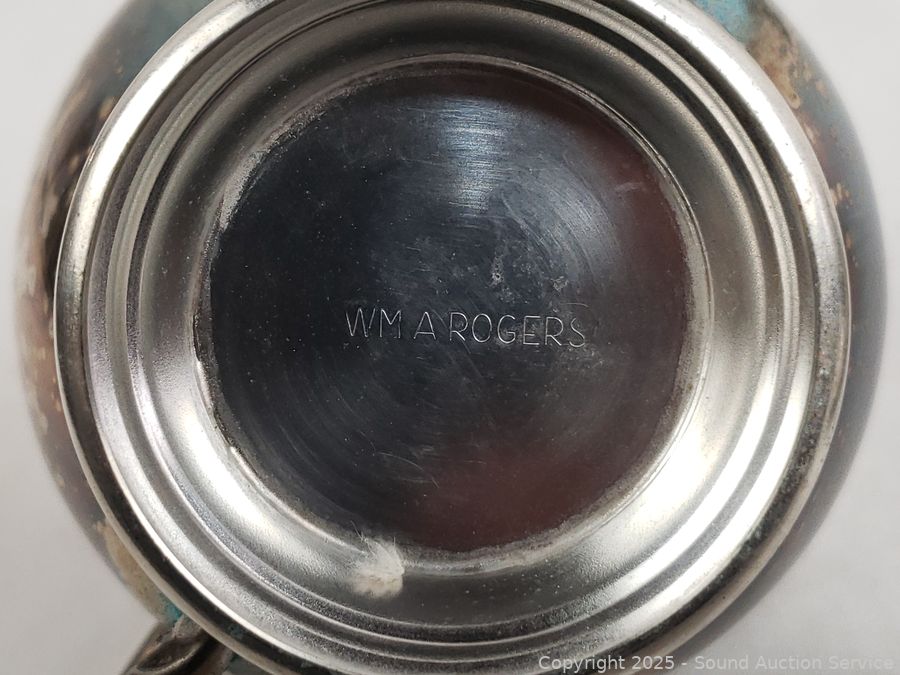 WM A ROGERS
Copyright © 2025 - Sound Auction Service